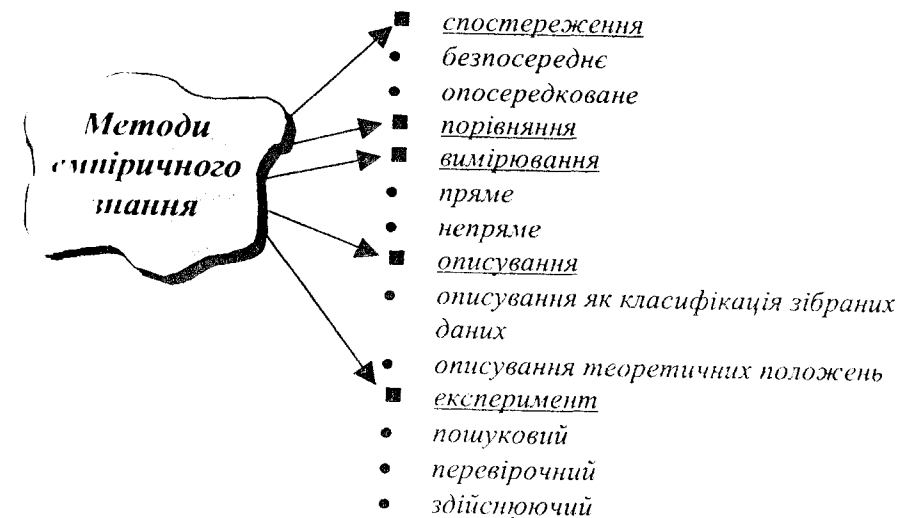 Методи
емпіричного
знання
спостереження
безпосереднє
опосередковане
порівняння
вимірювання
пряме
непряме
описування
описування як класифікація зібраних
даних
описування теоретичних положень
експеримент
пошуковий
перевірочний
здійснюючий